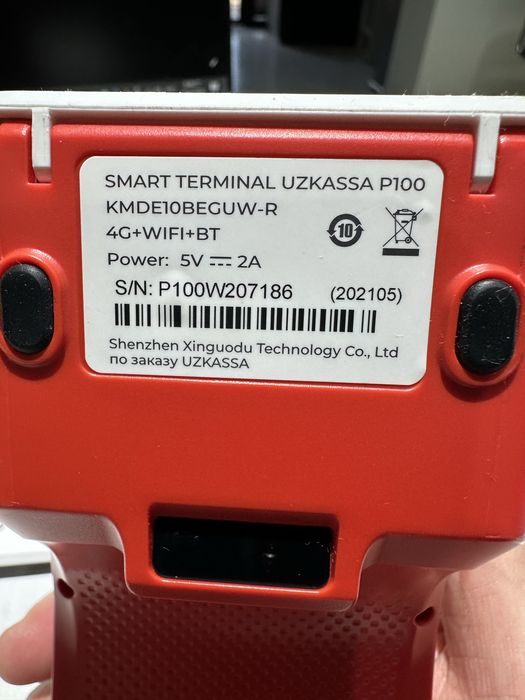 SMART TERMINAL UZKASSA P100
KMDE10BEGUW-R
4G+WIFI+BT
10
Power: 5V ⎓ 2A
S/N: P100W207186 (202105)
Shenzhen Xinguodu Technology Co., Ltd
по заказу UZKASSA